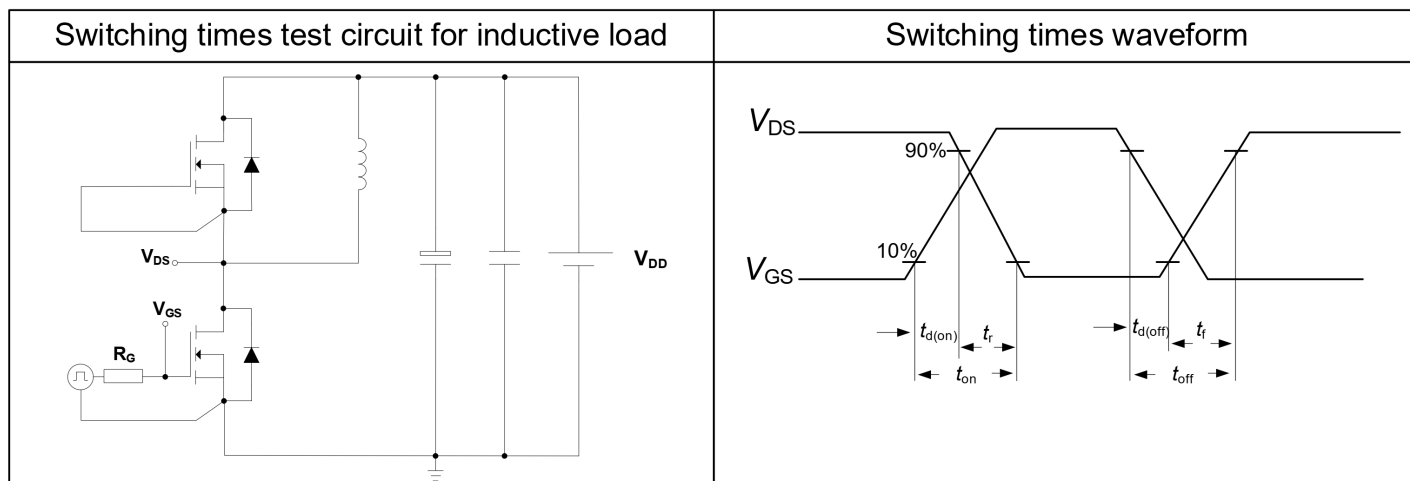 Switching times test circuit for inductive load
Switching times waveform
VDS
VDD
VGS
RG
VDS
90%
10%
VGS
td(on)
tr
td(off)
tf
ton
toff